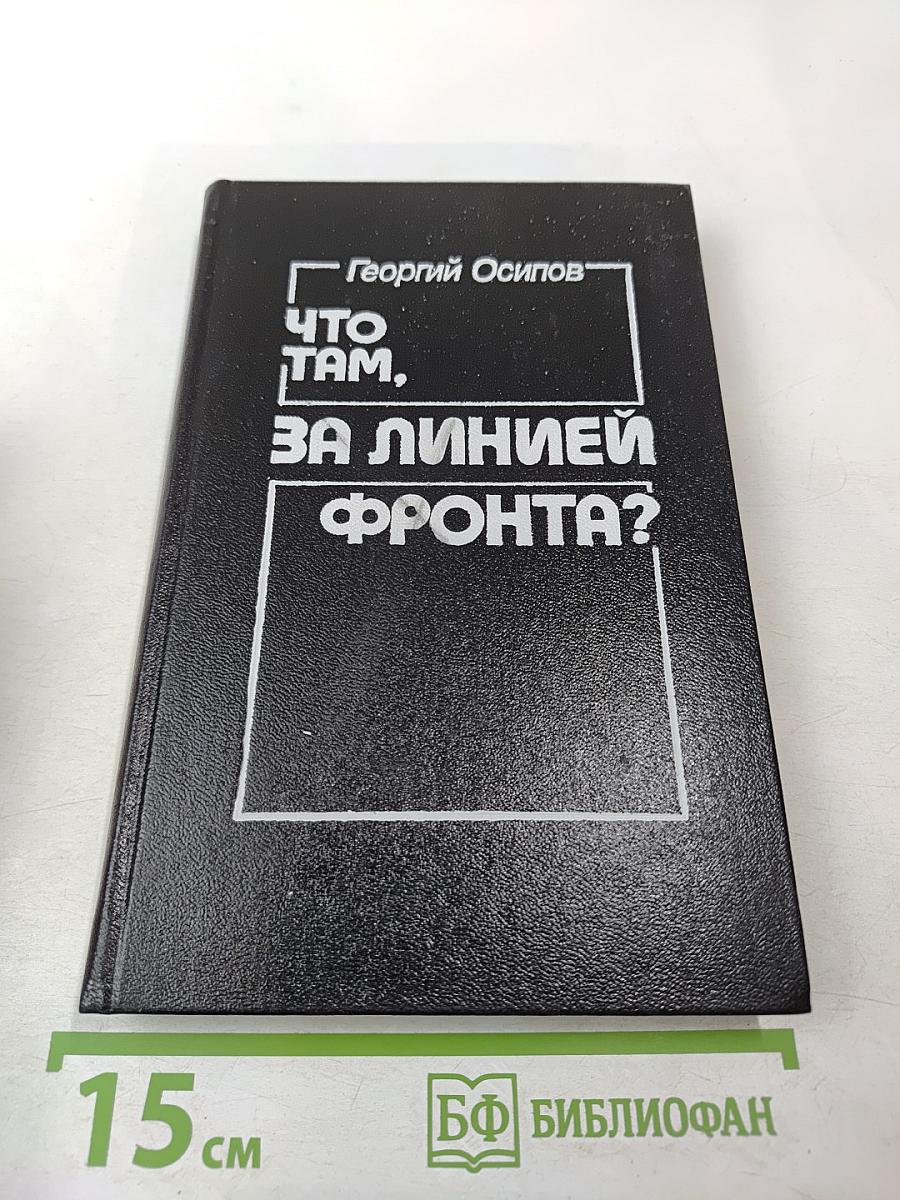 Георгий Осипов
ЧТО
ТАМ,
ЗА ЛИНИЕЙ
ФРОНТА?
15 см
БФ БИБЛИОФАН